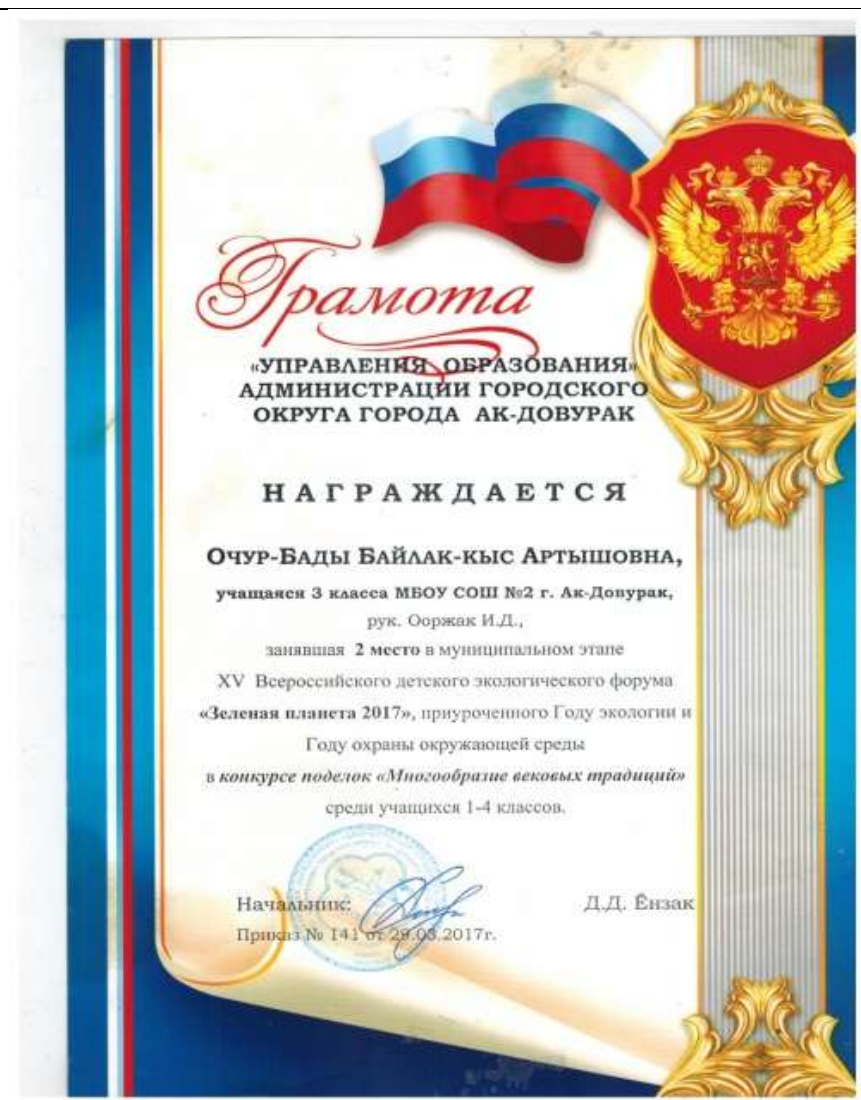 Грамота
«УПРАВЛЕНИЯ ОБРАЗОВАНИЯ»
АДМИНИСТРАЦИИ ГОРОДСКОГО
ОКРУГА ГОРОДА АК-ДОВУРАК
НАГРАЖДАЕТСЯ
ОЧУР-БАДЫ БАЙЛАК-КЫС АРТЫШОВНА,
учащаяся 3 класса МБОУ СОШ №2 г. Ак-Довурак,
рук. Ооржак И.Д.,
занявшая 2 место в муниципальном этапе
XV Всероссийского детского экологического форума
«Зеленая планета 2017», приуроченного Году экологии и
Году охраны окружающей среды
в конкурсе поделок «Многообразие вековых традиций»
среди учащихся 1-4 классов.
Начальник: Д.Д. Ёнзак
Приказ № 141 от 29.03.2017г.